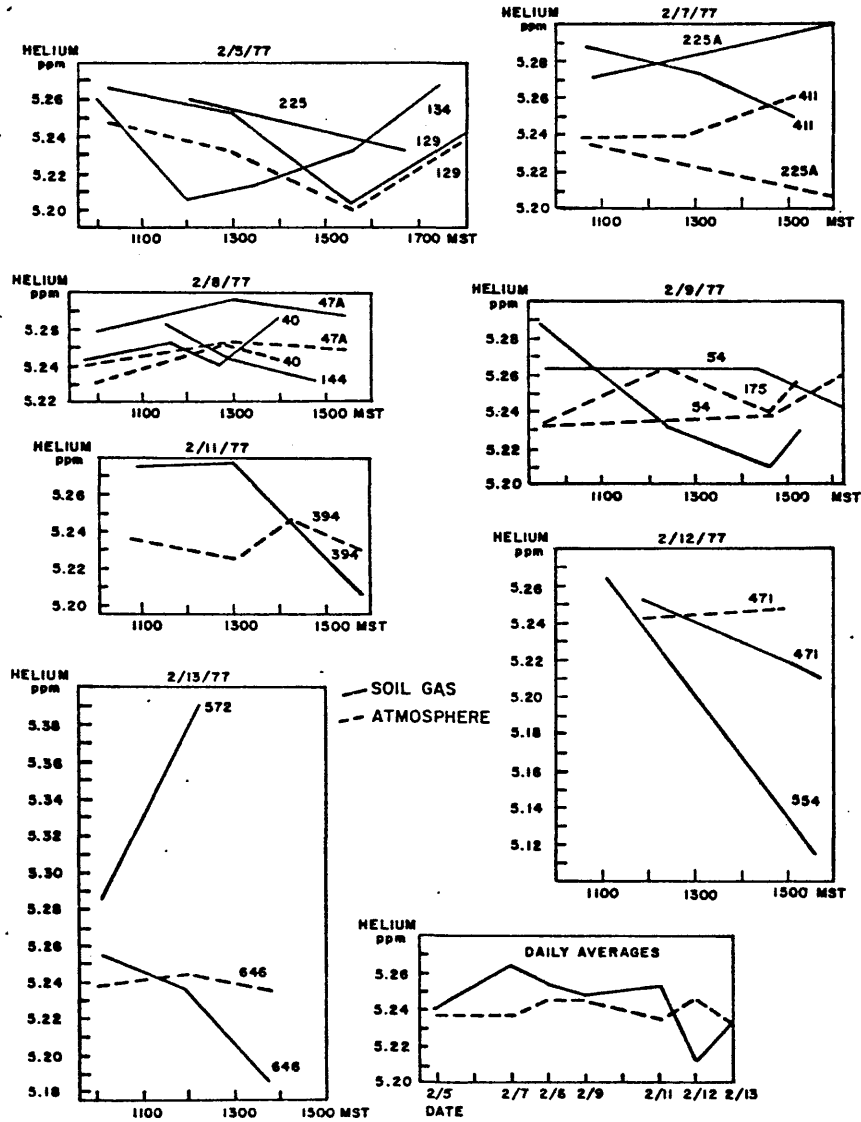 HELIUM
ppm
2/5/77
5.26
5.24
5.22
5.20
225
134
129
129
1100 1300 1500 1700 MST
HELIUM
ppm
2/7/77
5.28
5.26
5.24
5.22
5.20
225A
411
411
225A
1100 1300 1500 MST
HELIUM
ppm
2/8/77
5.26
5.24
5.22
47A
40
47A
40
144
1100 1300 1500 MST
HELIUM
ppm
2/9/77
5.28
5.26
5.24
5.22
5.20
54
175
54
1100 1300 1500 MST
HELIUM
ppm
2/11/77
5.26
5.24
5.22
5.20
394
394
1100 1300 1500 MST
HELIUM
ppm
2/12/77
5.26
5.24
5.22
5.20
5.18
5.16
5.14
5.12
471
471
554
1100 1300 1500 MST
HELIUM
ppm
2/13/77
5.38
5.36
5.34
5.32
5.30
5.28
5.26
5.24
5.22
5.20
5.18
572
646
646
1100 1300 1500 MST
SOIL GAS
ATMOSPHERE
HELIUM
ppm
DAILY AVERAGES
5.26
5.24
5.22
5.20
2/5 2/7 2/8 2/9 2/11 2/12 2/13
DATE